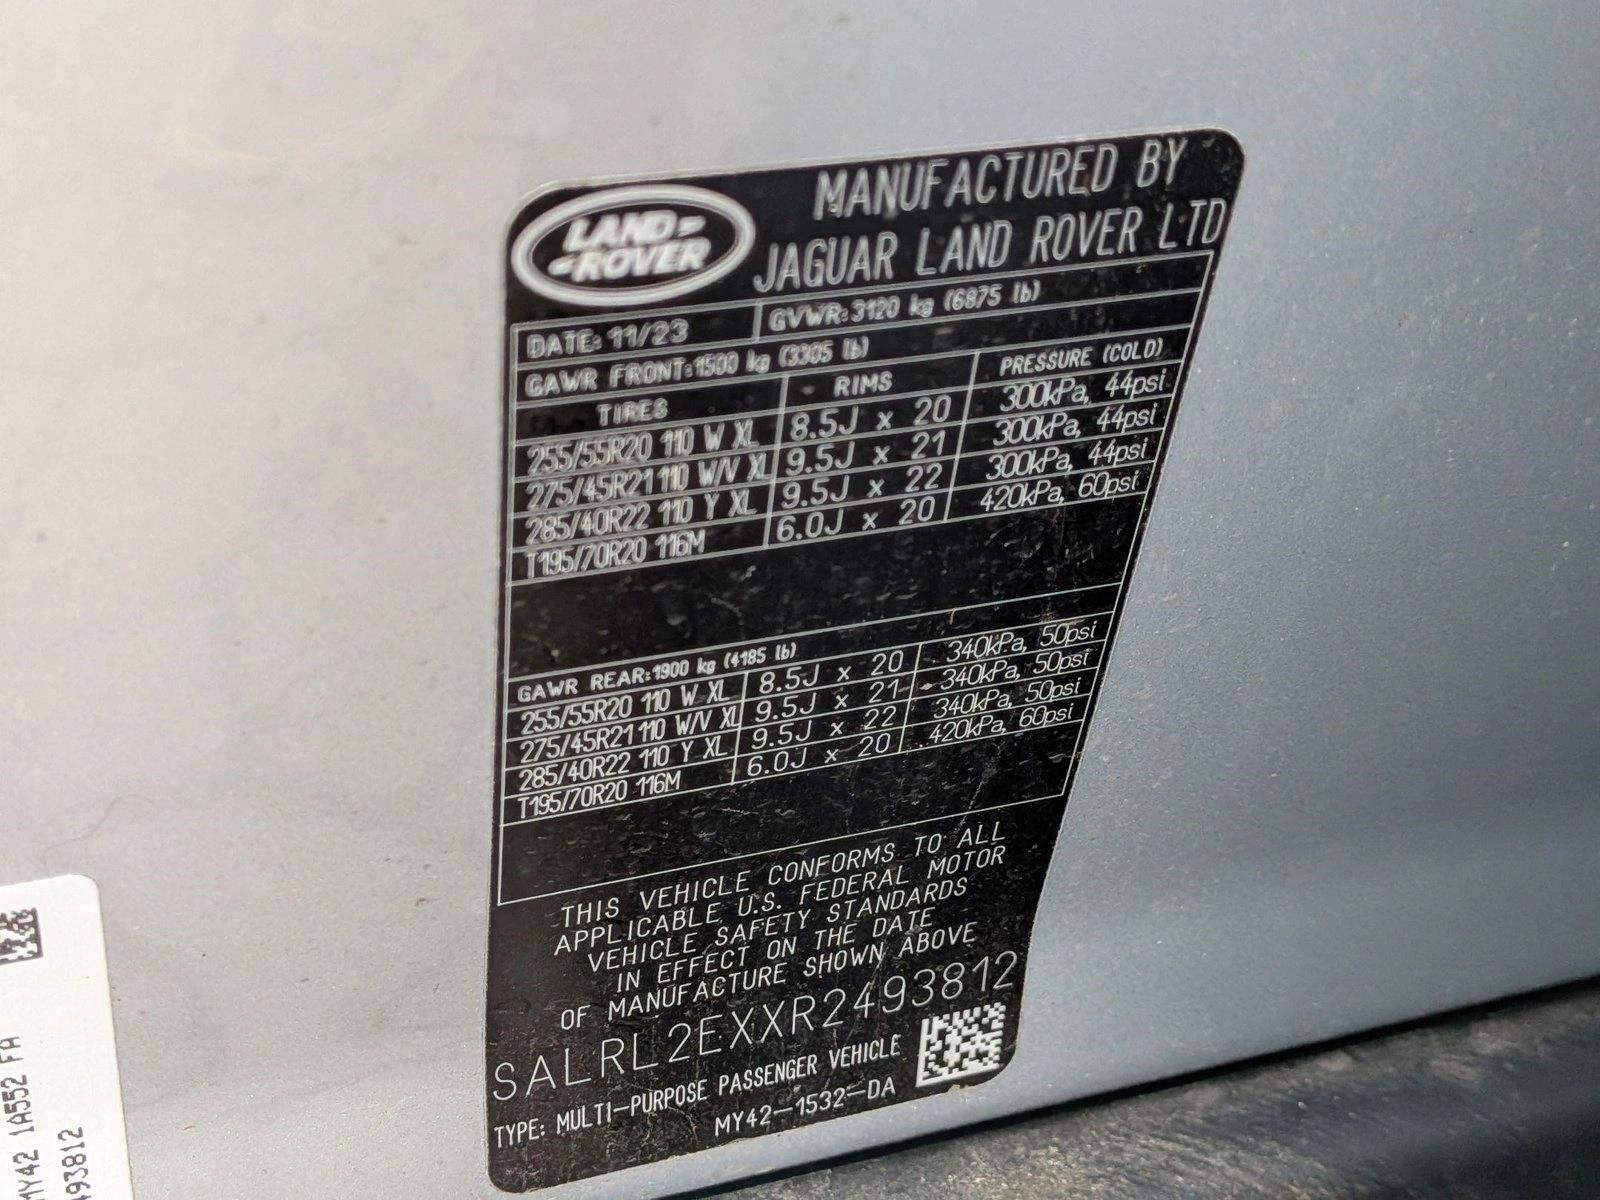 LAND
ROVER
MANUFACTURED BY
JAGUAR LAND ROVER LTD
DATE: 11/23 GVWR: 3120 kg (6875 lb)
GAWR FRONT: 1500 kg (3305 lb)
TIRES RIMS PRESSURE (COLD)
255/55R20 110 W XL 8.5J x 20 300kPa, 44psi
275/45R21 110 W/V XL 9.5J x 21 300kPa, 44psi
285/40R22 110 Y XL 9.5J x 22 300kPa, 44psi
T195/70R20 116M 6.0J x 20 420kPa, 60psi
GAWR REAR: 1900 kg (4185 lb)
255/55R20 110 W XL 8.5J x 20 340kPa, 50psi
275/45R21 110 W/V XL 9.5J x 21 340kPa, 50psi
285/40R22 110 Y XL 9.5J x 22 340kPa, 50psi
T195/70R20 116M 6.0J x 20 420kPa, 60psi
THIS VEHICLE CONFORMS TO ALL
APPLICABLE U.S. FEDERAL MOTOR
VEHICLE SAFETY STANDARDS
IN EFFECT ON THE DATE
OF MANUFACTURE SHOWN ABOVE
SALRL2EXXR2493812
TYPE: MULTI-PURPOSE PASSENGER VEHICLE
MY42-1532-DA
MY42 1A552 FA
493812